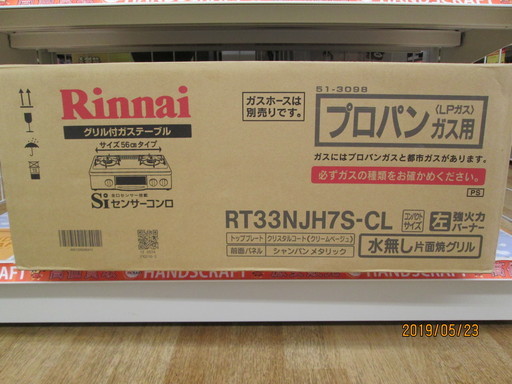 51-3098
Rinnai
グリル付ガステーブル
サイズ56cmタイプ
Siセンサーコンロ
ガスホースは
別売りです。
プロパン〈LPガス〉ガス用
ガスにはプロパンガスと都市ガスがあります。
必ずガスの種類をお確かめください。
PS
RT33NJH7S-CL
コンパクト
サイズ
左 強火力
バーナー
トッププレート クリスタルコート(クリームベージュ)
前面パネル シャンパンメタリック
水無し片面焼グリル
HANDSCRAFT
2019/05/23